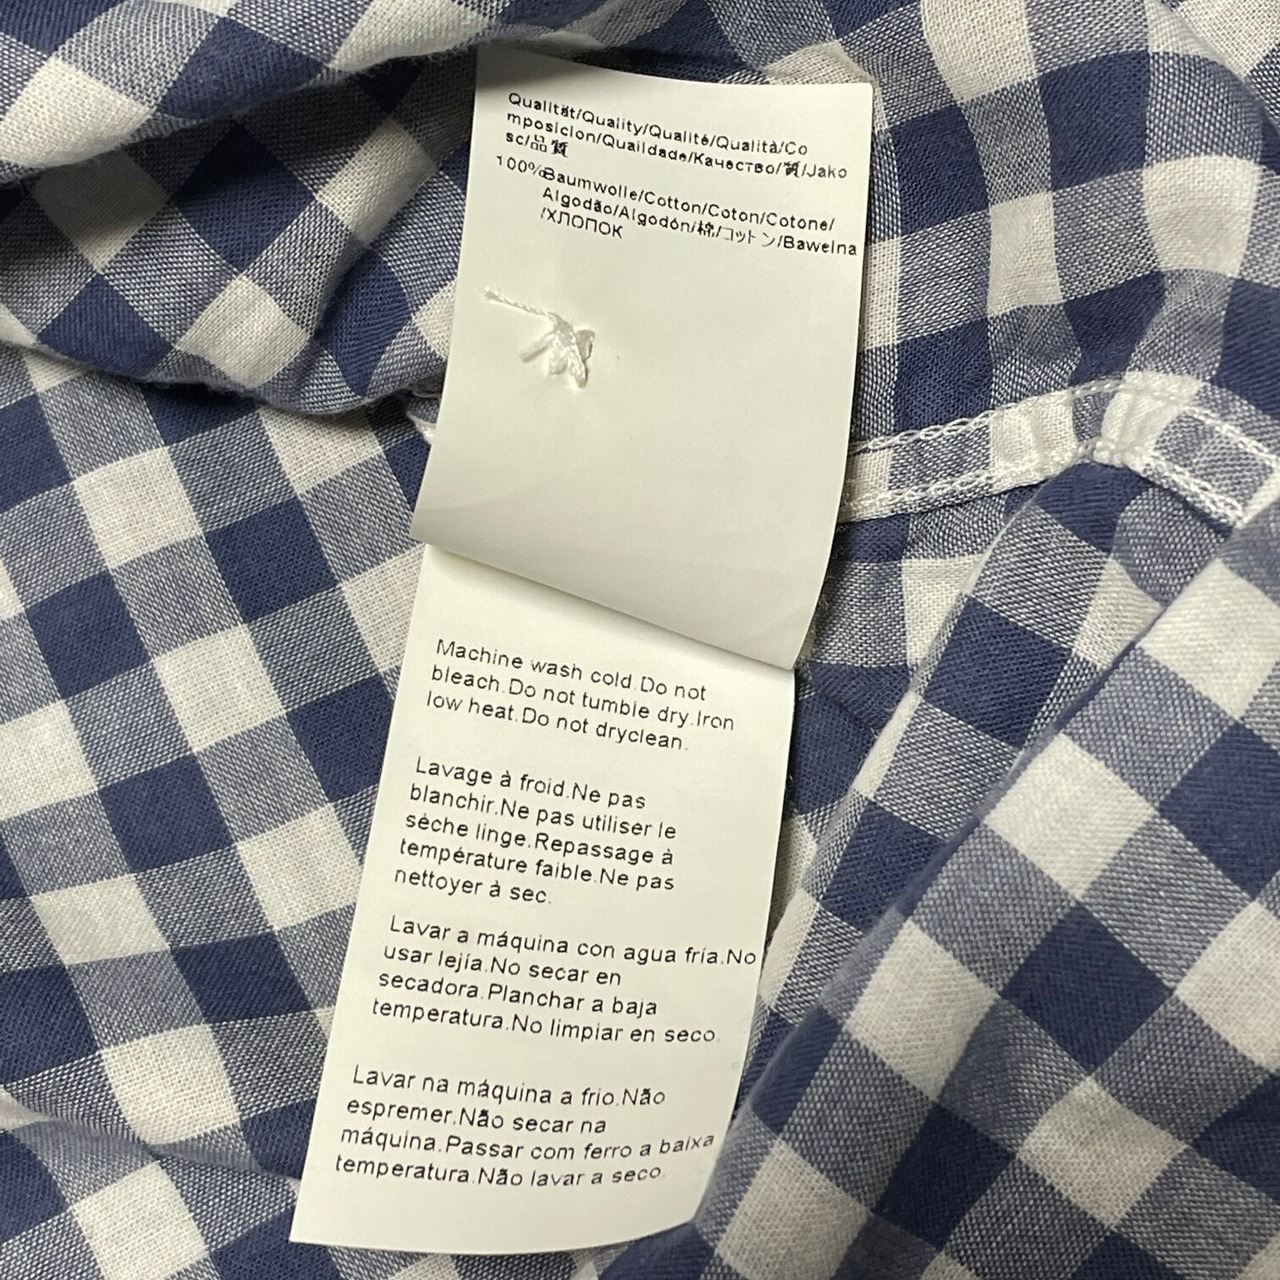 Qualität/Quality/Qualité/Qualità/Co
mposicion/Quaildade/Качество/質/Jako
sc/品質
100%Baumwolle/Cotton/Coton/Cotone/
Algodão/Algodón/棉/コットン/Bawelna
/ХЛОПОК
Machine wash cold.Do not
bleach.Do not tumble dry.Iron
low heat.Do not dryclean.
Lavage à froid.Ne pas
blanchir.Ne pas utiliser le
sèche linge.Repassage à
température faible.Ne pas
nettoyer à sec.
Lavar a máquina con agua fría.No
usar lejía.No secar en
secadora.Planchar a baja
temperatura.No limpiar en seco.
Lavar na máquina a frio.Não
espremer.Não secar na
máquina.Passar com ferro a baixa
temperatura.Não lavar a seco.